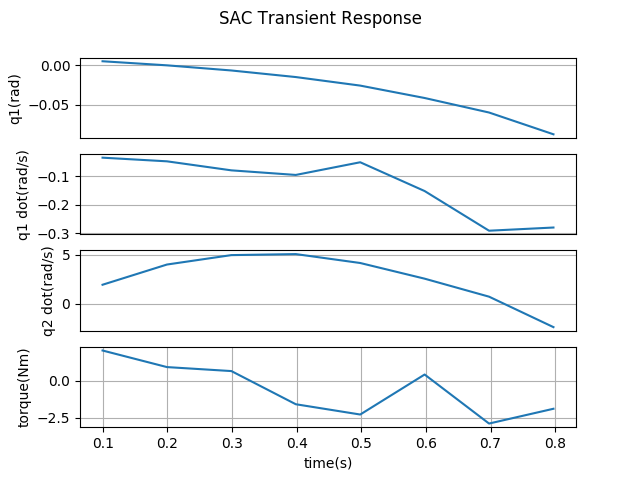 SAC Transient Response
q1(rad)
0.00
−0.05
q1 dot(rad/s)
−0.1
−0.2
−0.3
q2 dot(rad/s)
5
0
torque(Nm)
0.0
−2.5
0.1 0.2 0.3 0.4 0.5 0.6 0.7 0.8
time(s)